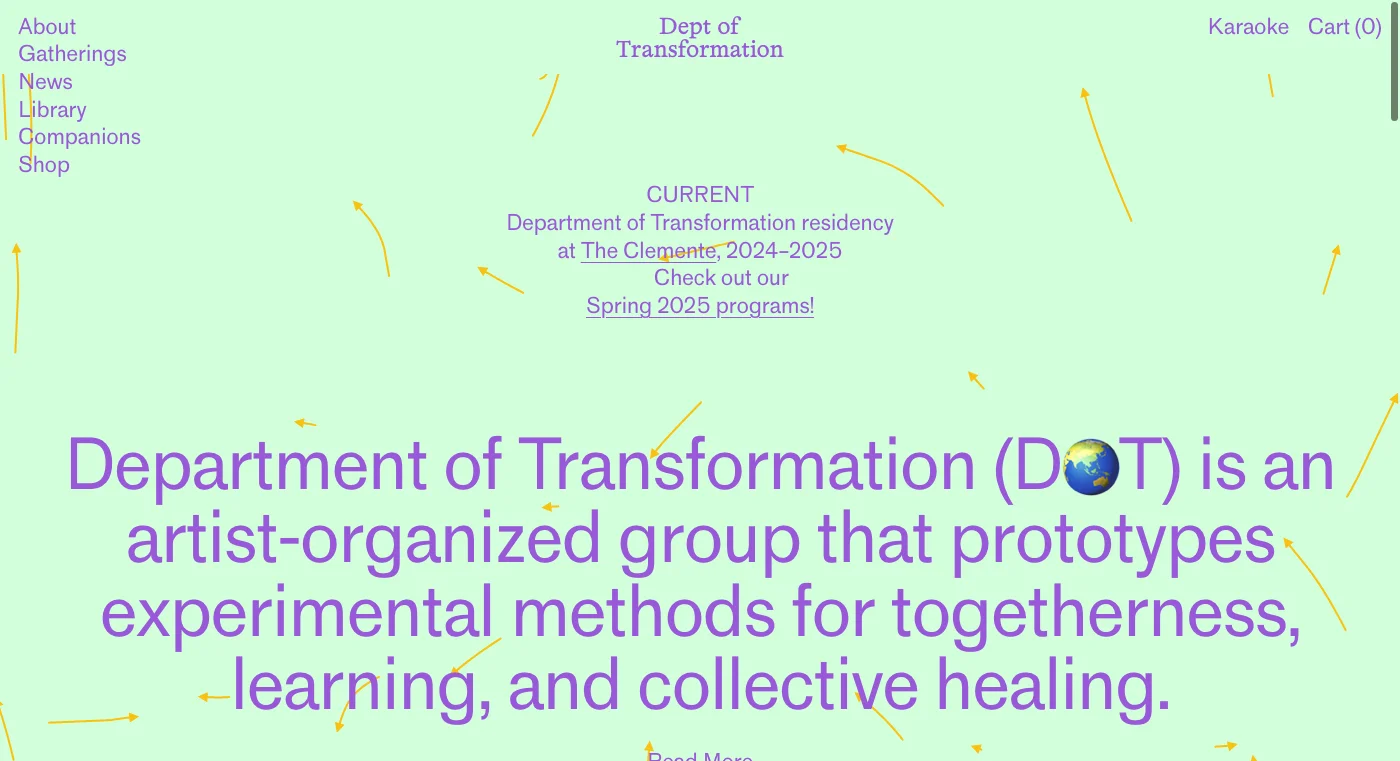 About
Gatherings
News
Library
Companions
Shop
Dept of
Transformation
Karaoke Cart (0)
CURRENT
Department of Transformation residency
at The Clemente, 2024–2025
Check out our
Spring 2025 programs!
Department of Transformation (D🌏T) is an
artist-organized group that prototypes
experimental methods for togetherness,
learning, and collective healing.
Read More